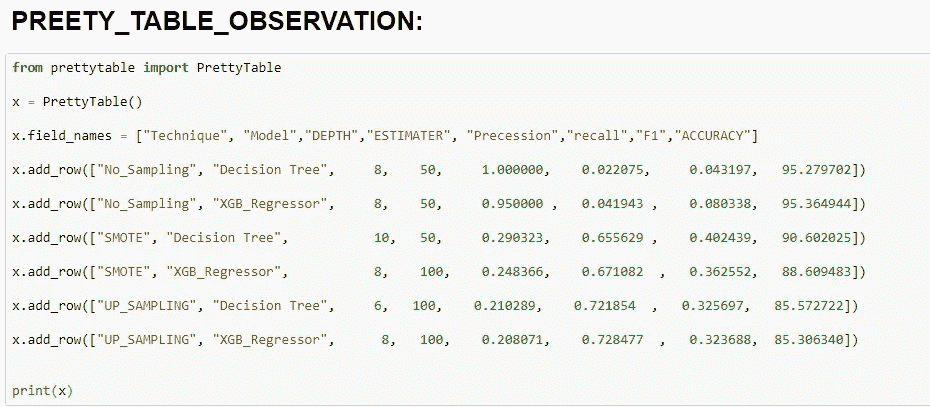 PREETY_TABLE_OBSERVATION:
from prettytable import PrettyTable
x = PrettyTable()
x.field_names = ["Technique", "Model","DEPTH","ESTIMATER", "Precession","recall","F1","ACCURACY"]
x.add_row(["No_Sampling", "Decision Tree", 8, 50, 1.000000, 0.022075, 0.043197, 95.279702])
x.add_row(["No_Sampling", "XGB_Regressor", 8, 50, 0.950000 , 0.041943 , 0.080338, 95.364944])
x.add_row(["SMOTE", "Decision Tree", 10, 50, 0.290323, 0.655629 , 0.402439, 90.602025])
x.add_row(["SMOTE", "XGB_Regressor", 8, 100, 0.248366, 0.671082 , 0.362552, 88.609483])
x.add_row(["UP_SAMPLING", "Decision Tree", 6, 100, 0.210289, 0.721854 , 0.325697, 85.572722])
x.add_row(["UP_SAMPLING", "XGB_Regressor", 8, 100, 0.208071, 0.728477 , 0.323688, 85.306340])
print(x)